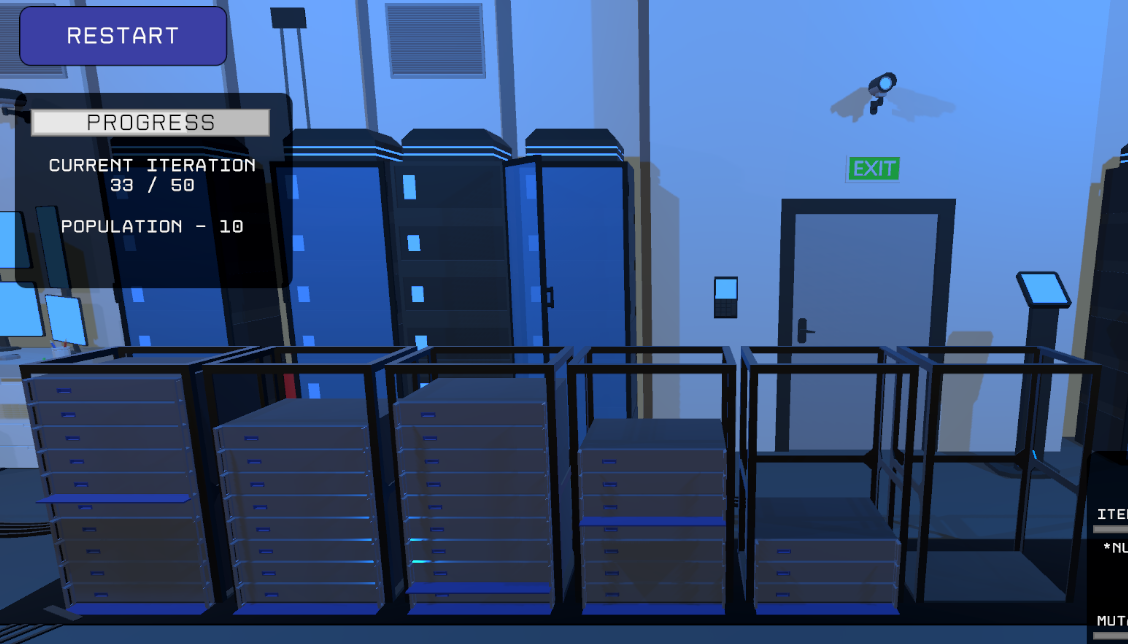 RESTART
PROGRESS
CURRENT ITERATION
33 / 50
POPULATION - 10
EXIT